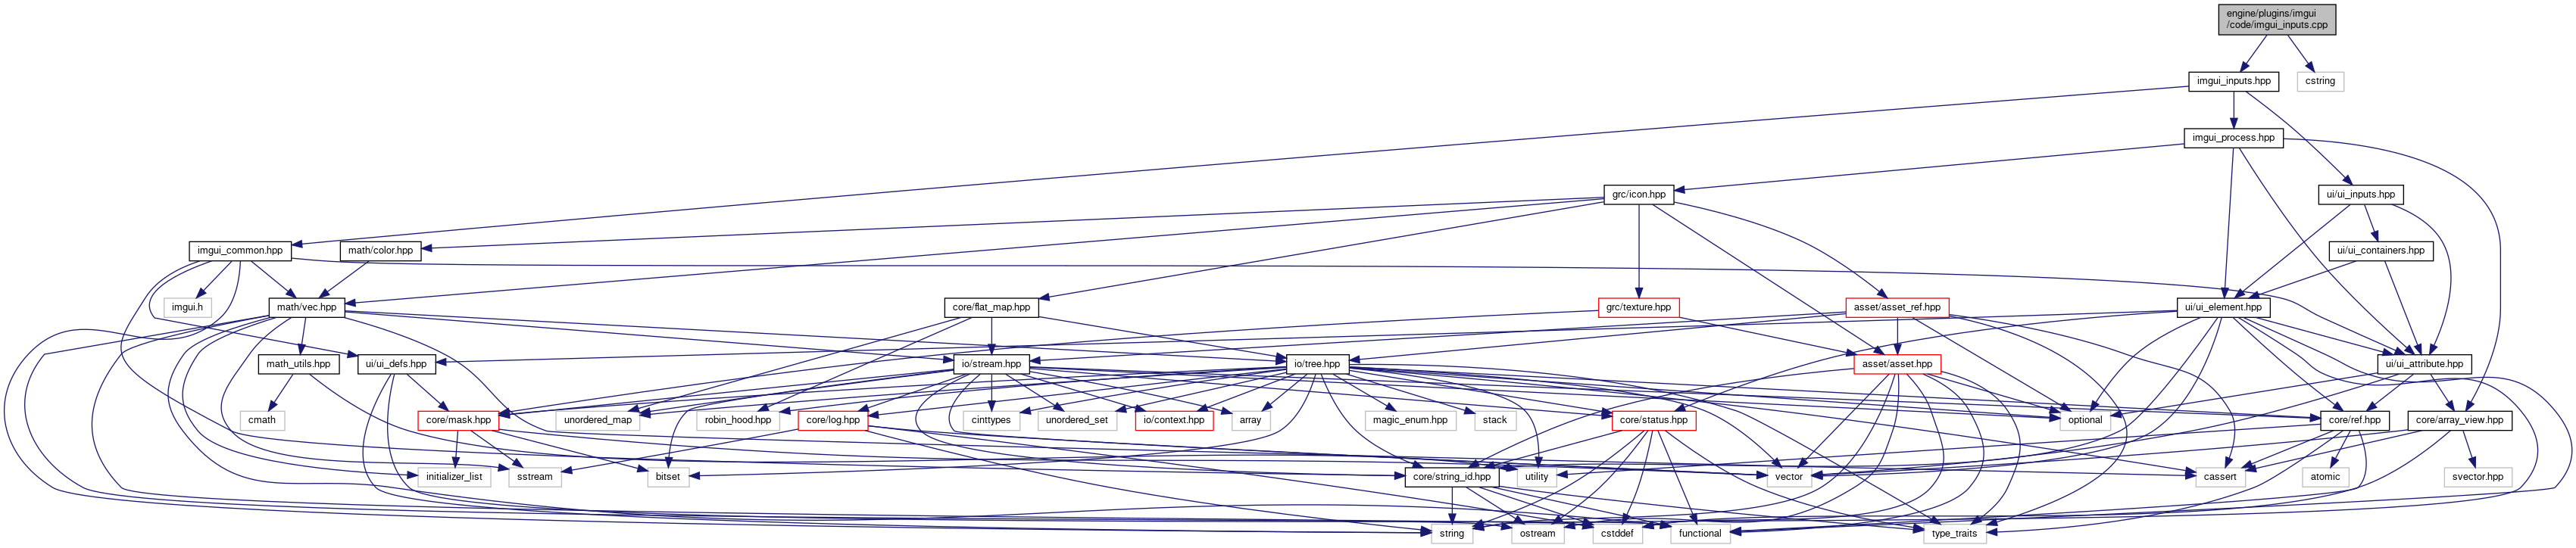 engine/plugins/imgui
/code/imgui_inputs.cpp
imgui_inputs.hpp
cstring
imgui_process.hpp
grc/icon.hpp
ui/ui_inputs.hpp
imgui_common.hpp
math/color.hpp
ui/ui_containers.hpp
imgui.h
math/vec.hpp
core/flat_map.hpp
grc/texture.hpp
asset/asset_ref.hpp
ui/ui_element.hpp
math_utils.hpp
ui/ui_defs.hpp
io/stream.hpp
io/tree.hpp
asset/asset.hpp
ui/ui_attribute.hpp
cmath
core/mask.hpp
unordered_map
robin_hood.hpp
core/log.hpp
cinttypes
unordered_set
io/context.hpp
array
magic_enum.hpp
stack
core/status.hpp
optional
core/ref.hpp
core/array_view.hpp
initializer_list
sstream
bitset
core/string_id.hpp
utility
vector
cassert
atomic
svector.hpp
string
ostream
cstddef
functional
type_traits